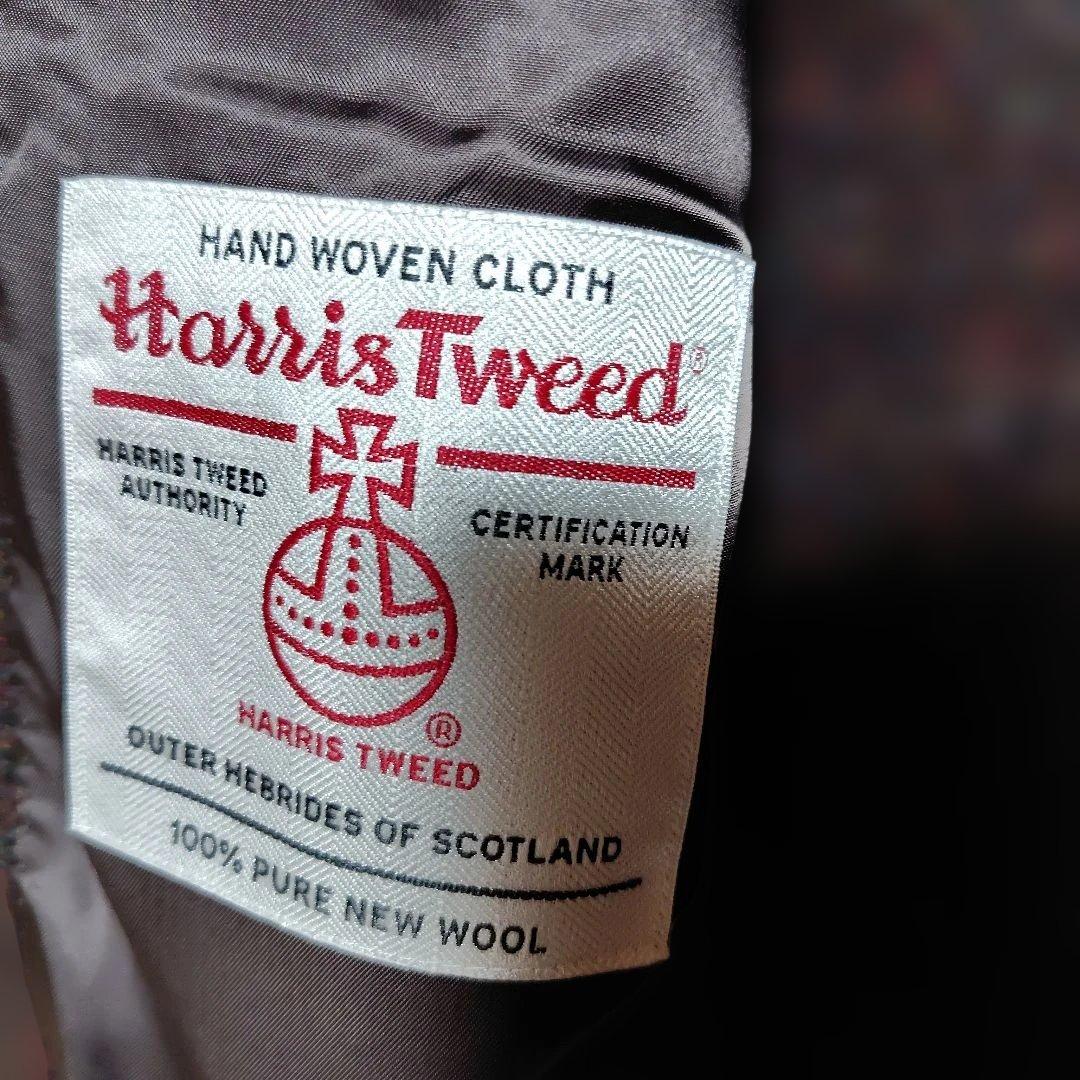 HAND WOVEN CLOTH
Harris Tweed®
HARRIS TWEED
AUTHORITY
CERTIFICATION
MARK
HARRIS TWEED ®
OUTER HEBRIDES OF SCOTLAND
100% PURE NEW WOOL